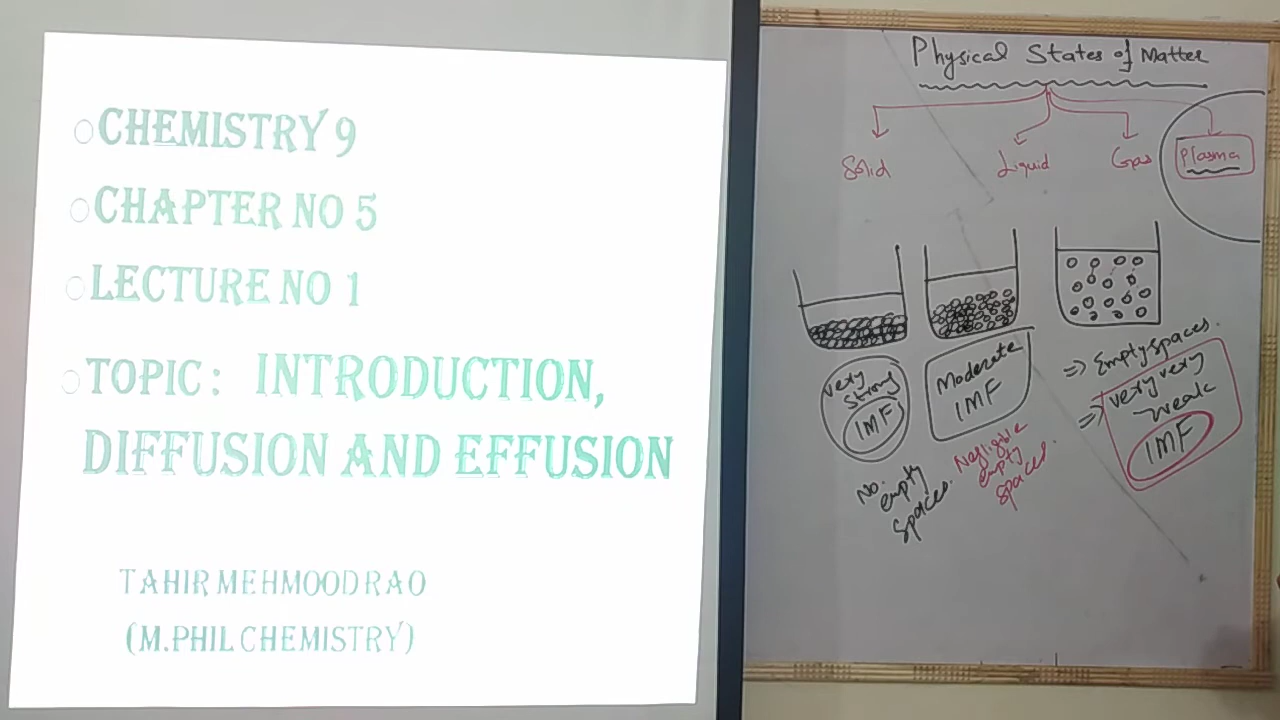 CHEMISTRY 9
CHAPTER NO 5
LECTURE NO 1
TOPIC: INTRODUCTION,
DIFFUSION AND EFFUSION
TAHIR MEHMOOD RAO
(M.PHIL CHEMISTRY)
Physical States of Matter
Solid
Liquid
Gas
Plasma
very
strong
IMF
No.
empty
spaces.
Moderate
IMF
Negligible
empty
spaces.
⇒ Empty spaces.
⇒ very very
weak
IMF